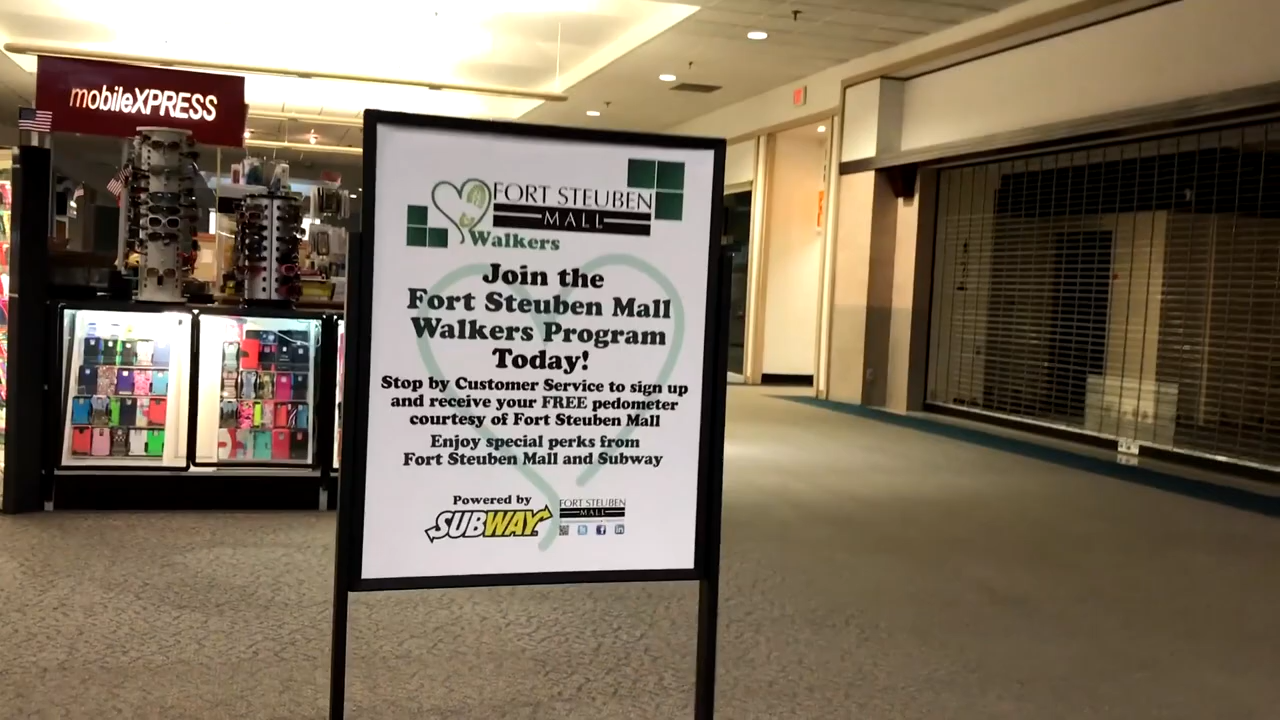 mobileXPRESS
FORT STEUBEN
MALL
Walkers
Join the
Fort Steuben Mall
Walkers Program
Today!
Stop by Customer Service to sign up
and receive your FREE pedometer
courtesy of Fort Steuben Mall
Enjoy special perks from
Fort Steuben Mall and Subway
Powered by
SUBWAY
FORT STEUBEN
MALL